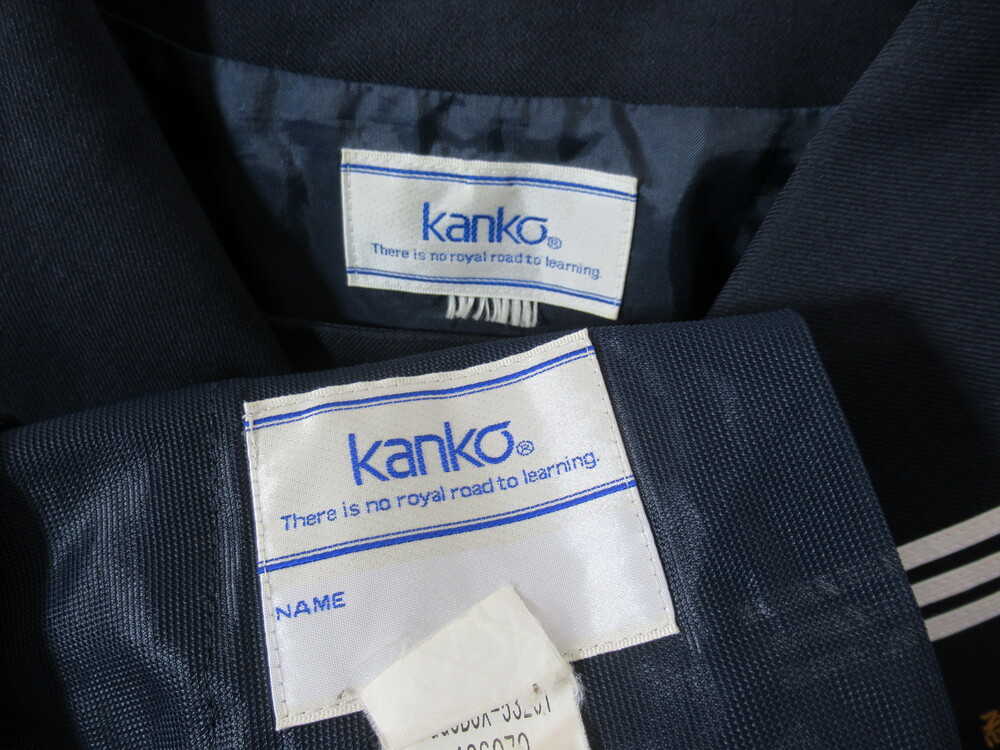 kanko®
There is no royal road to learning.
kanko®
There is no royal road to learning.
NAME